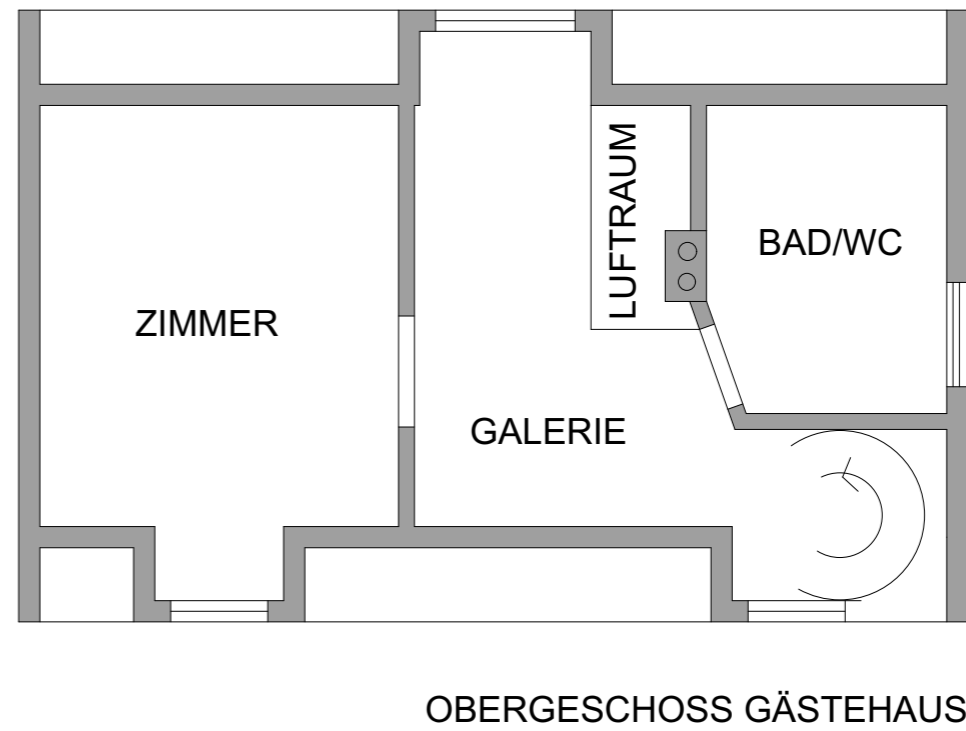 LUFTRAUM
BAD/WC
ZIMMER
GALERIE
OBERGESCHOSS GÄSTEHAUS